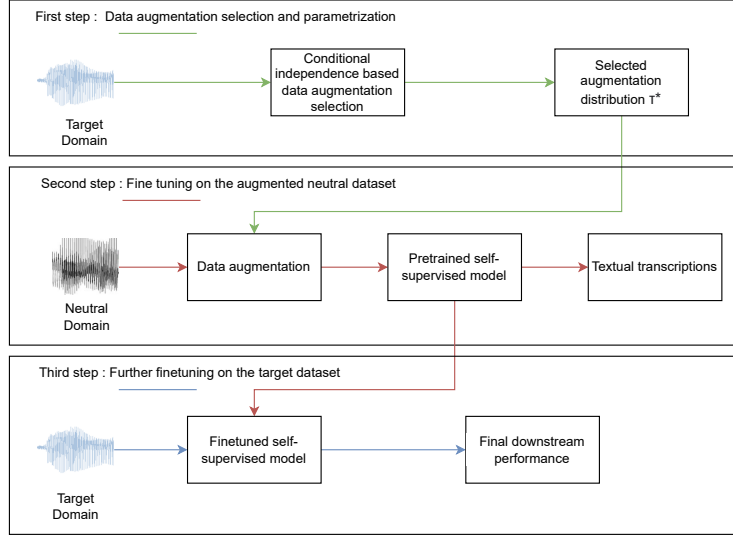 First step : Data augmentation selection and parametrization
Conditional
independence based
data augmentation
selection
Selected
augmentation
distribution τ*
Target
Domain
Second step : Fine tuning on the augmented neutral dataset
Data augmentation
Pretrained self-
supervised model
Textual transcriptions
Neutral
Domain
Third step : Further finetuning on the target dataset
Finetuned self-
supervised model
Final downstream
performance
Target
Domain